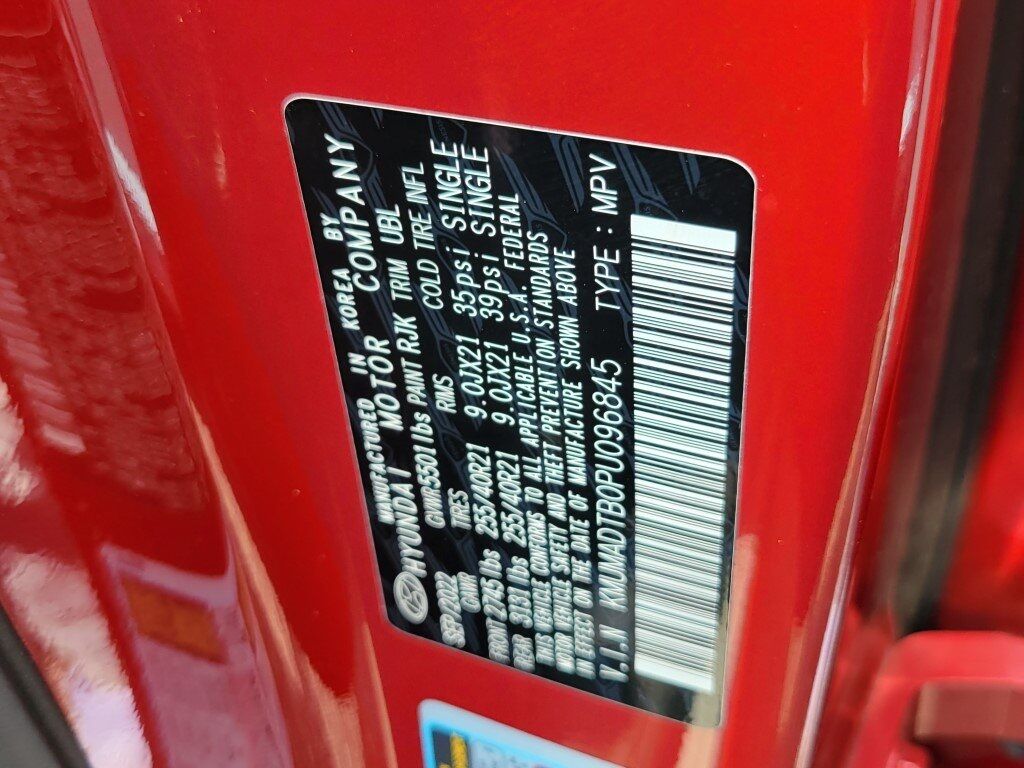 MANUFACTURED IN KOREA BY
HYUNDAI MOTOR COMPANY
SEP/2022 GVWR 5501 lbs PAINT RJK TRIM UBL
GAWR TIRES RIMS COLD TIRE INFL
FRONT 2745 lbs 255/40R21 9.0JX21 35psi SINGLE
REAR 3131 lbs 255/40R21 9.0JX21 39psi SINGLE
THIS VEHICLE CONFORMS TO ALL APPLICABLE U.S.A. FEDERAL
MOTOR VEHICLE SAFETY AND THEFT PREVENTION STANDARDS
IN EFFECT ON THE DATE OF MANUFACTURE SHOWN ABOVE
V.I.N KMUMADTB0PU096845 TYPE : MPV